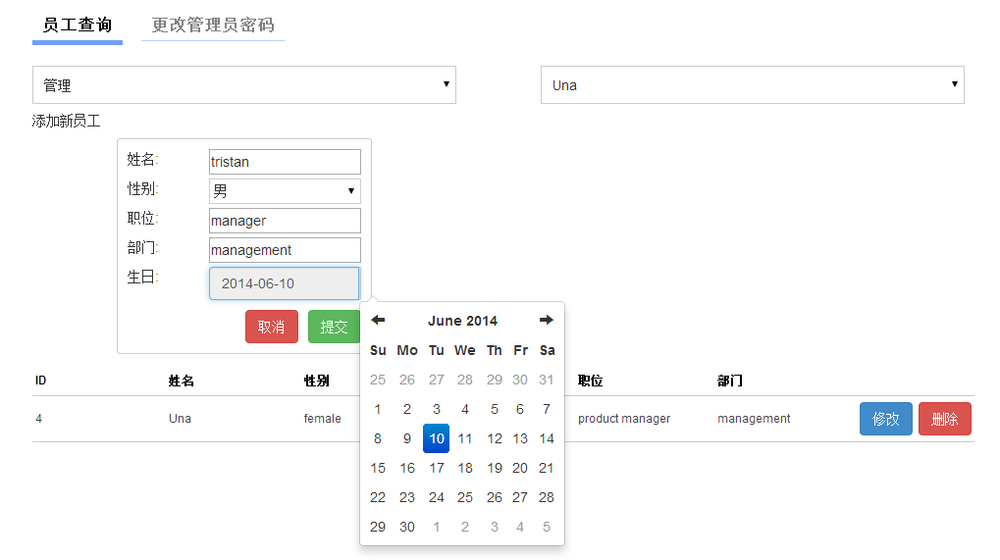 员工查询 更改管理员密码
管理 Una
添加新员工
姓名: tristan
性别: 男
职位: manager
部门: management
生日: 2014-06-10
取消 提交
June 2014
Su Mo Tu We Th Fr Sa
25 26 27 28 29 30 31
1 2 3 4 5 6 7
8 9 10 11 12 13 14
15 16 17 18 19 20 21
22 23 24 25 26 27 28
29 30 1 2 3 4 5
ID 姓名 性别 职位 部门
4 Una female product manager management 修改 删除